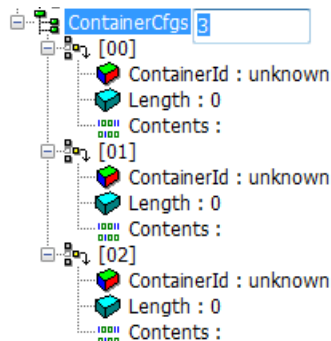 ContainerCfgs 3
[00]
ContainerId : unknown
Length : 0
Contents :
[01]
ContainerId : unknown
Length : 0
Contents :
[02]
ContainerId : unknown
Length : 0
Contents :